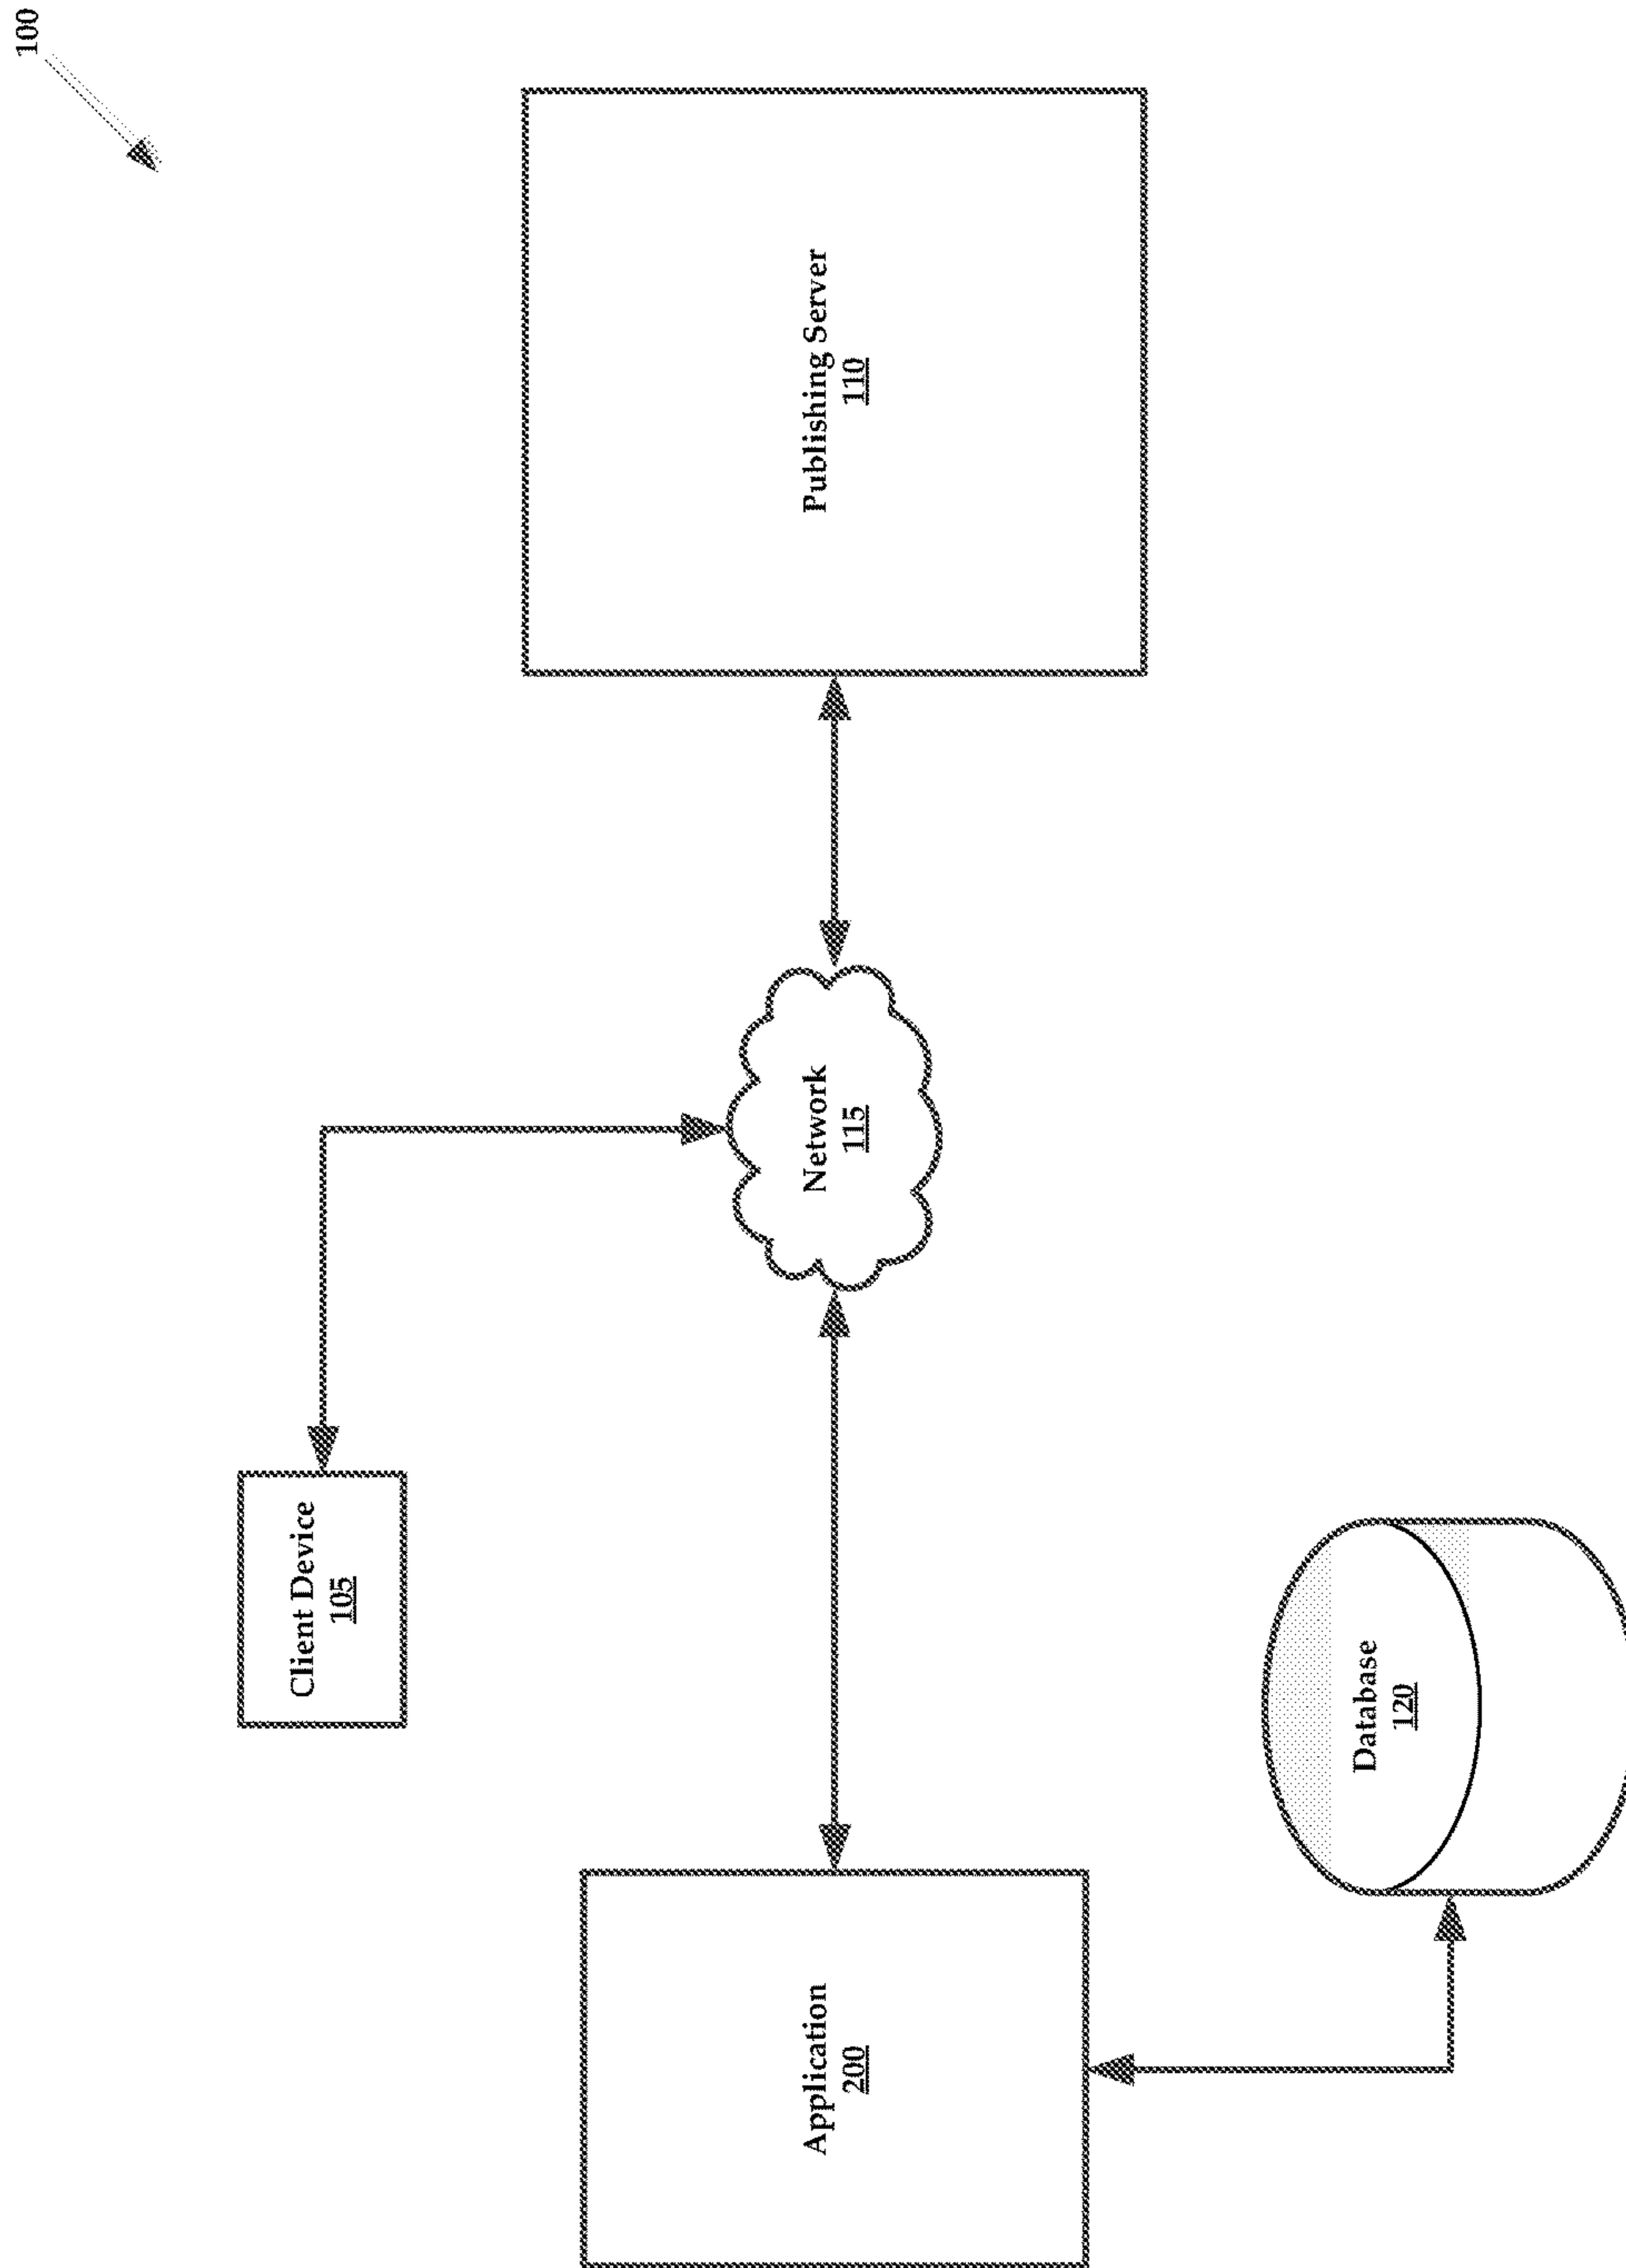 100
Client Device
105
Application
200
Network
115
Publishing Server
110
Database
120